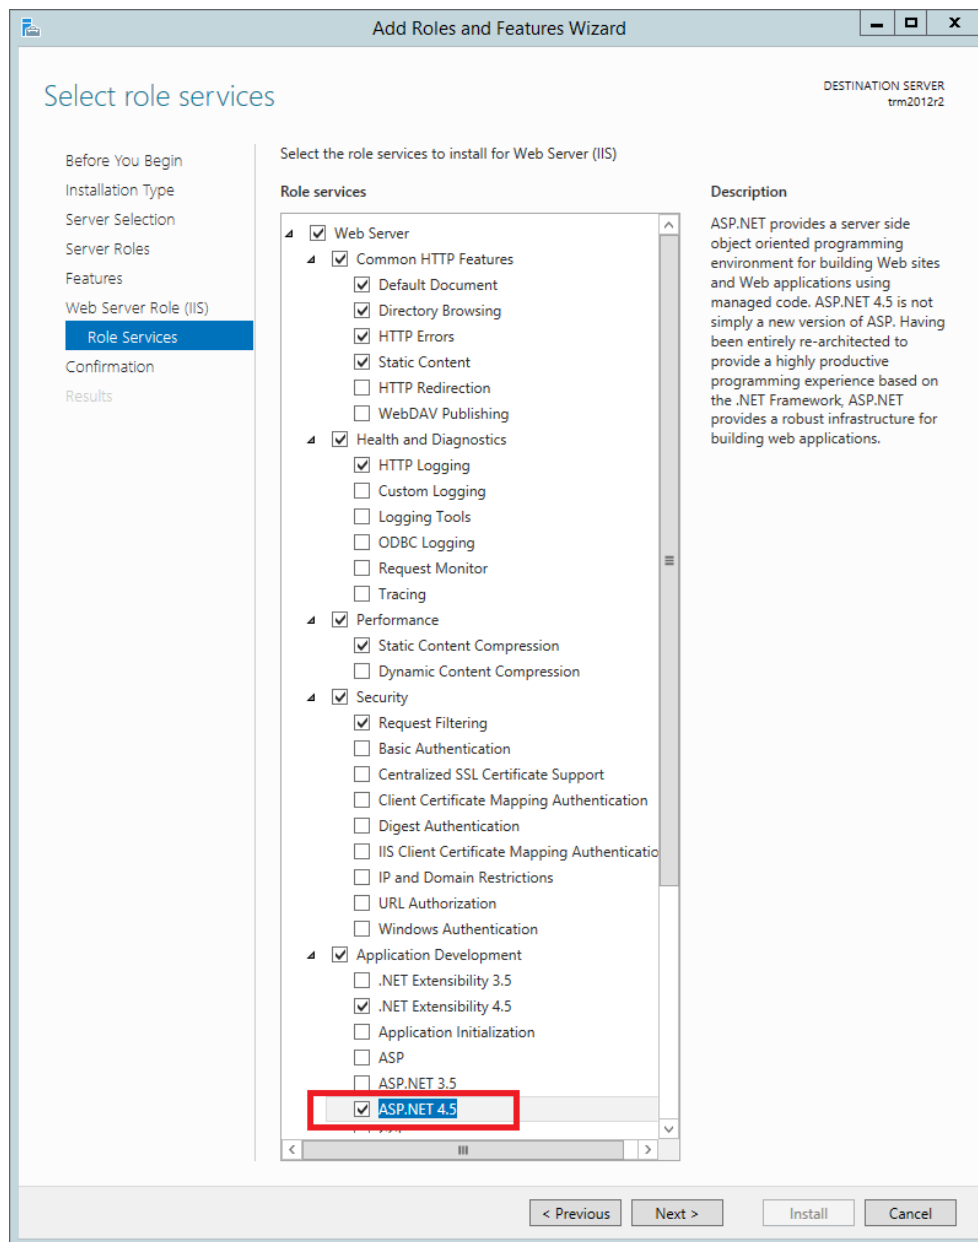 Add Roles and Features Wizard
Select role services
DESTINATION SERVER
trm2012r2
Before You Begin
Installation Type
Server Selection
Server Roles
Features
Web Server Role (IIS)
Role Services
Confirmation
Results
Select the role services to install for Web Server (IIS)
Role services
Web Server
Common HTTP Features
Default Document
Directory Browsing
HTTP Errors
Static Content
HTTP Redirection
WebDAV Publishing
Health and Diagnostics
HTTP Logging
Custom Logging
Logging Tools
ODBC Logging
Request Monitor
Tracing
Performance
Static Content Compression
Dynamic Content Compression
Security
Request Filtering
Basic Authentication
Centralized SSL Certificate Support
Client Certificate Mapping Authentication
Digest Authentication
IIS Client Certificate Mapping Authenticatio
IP and Domain Restrictions
URL Authorization
Windows Authentication
Application Development
.NET Extensibility 3.5
.NET Extensibility 4.5
Application Initialization
ASP
ASP.NET 3.5
ASP.NET 4.5
Description
ASP.NET provides a server side
object oriented programming
environment for building Web sites
and Web applications using
managed code. ASP.NET 4.5 is not
simply a new version of ASP. Having
been entirely re-architected to
provide a highly productive
programming experience based on
the .NET Framework, ASP.NET
provides a robust infrastructure for
building web applications.
< Previous
Next >
Install
Cancel